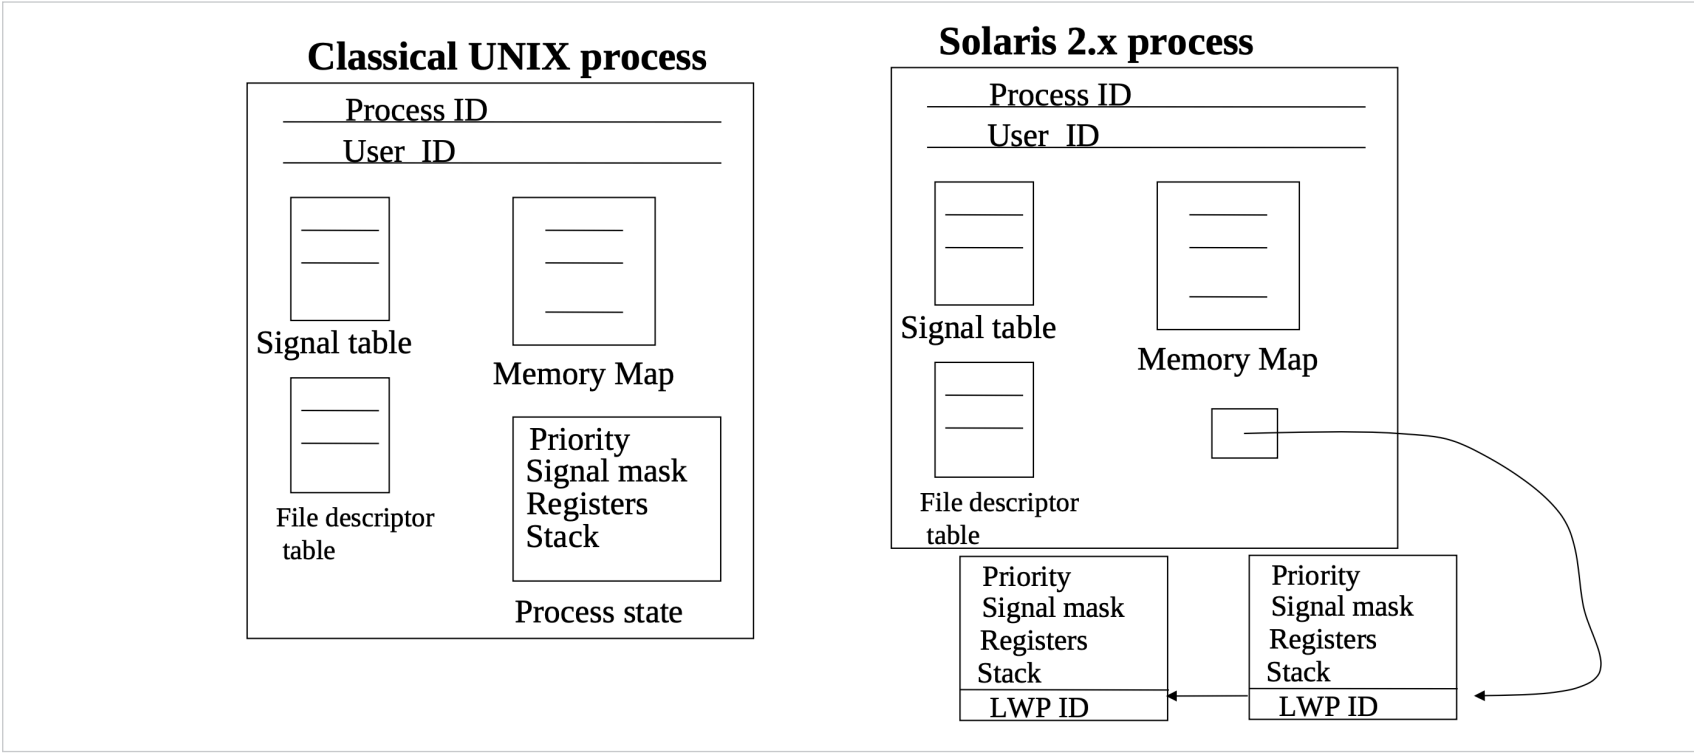 Classical UNIX process
Process ID
User ID
Signal table
Memory Map
File descriptor
table
Priority
Signal mask
Registers
Stack
Process state
Solaris 2.x process
Process ID
User ID
Signal table
Memory Map
File descriptor
table
Priority
Signal mask
Registers
Stack
LWP ID
Priority
Signal mask
Registers
Stack
LWP ID